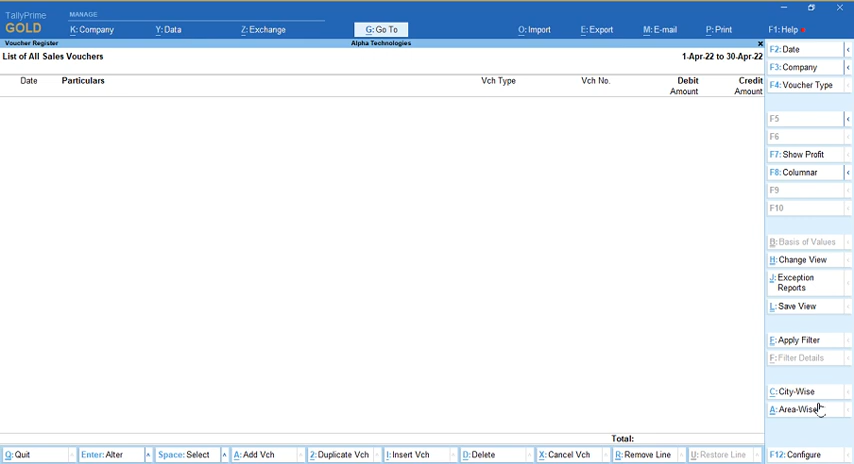 TallyPrime
GOLD
MANAGE
K: Company
Y: Data
Z: Exchange
G: Go To
O: Import
E: Export
M: E-mail
P: Print
F1: Help
Voucher Register
Alpha Technologies
List of All Sales Vouchers
1-Apr-22 to 30-Apr-22
Date
Particulars
Vch Type
Vch No.
Debit
Amount
Credit
Amount
F2: Date
F3: Company
F4: Voucher Type
F5
F6
F7: Show Profit
F8: Columnar
F9
F10
B: Basis of Values
H: Change View
J: Exception
Reports
L: Save View
E: Apply Filter
F: Filter Details
C: City-Wise
A: Area-Wise
Total:
Q: Quit
Enter: Alter
Space: Select
A: Add Vch
2: Duplicate Vch
I: Insert Vch
D: Delete
X: Cancel Vch
R: Remove Line
U: Restore Line
F12: Configure